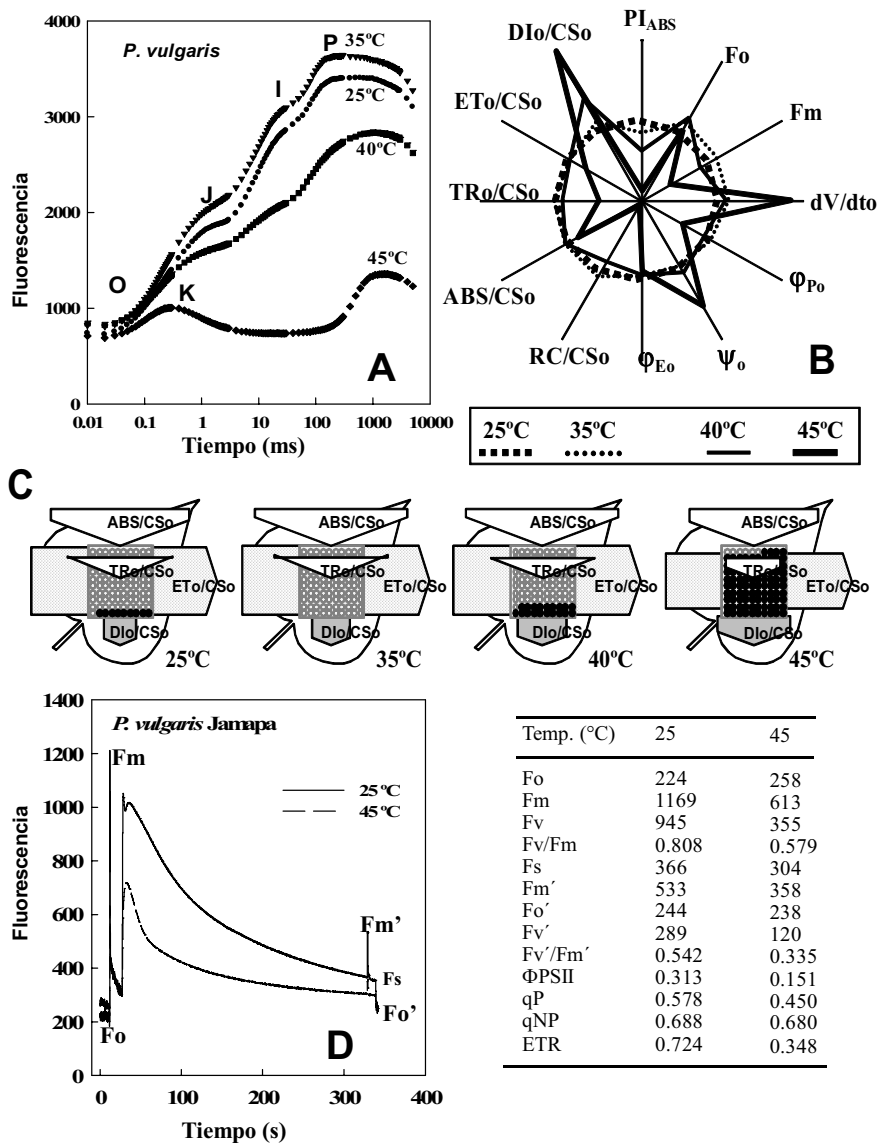 4000
3000
2000
1000
0
Fluorescencia
P. vulgaris
O
K
J
I
P
35ºC
25ºC
40ºC
45ºC
A
0.01
0.1
1
10
100
1000
10000
Tiempo (ms)
PI_ABS
Fo
Fm
dV/dto
φ_Po
Ψ_o
φ_Eo
RC/CSo
ABS/CSo
TRo/CSo
ETo/CSo
DIo/CSo
B
25ºC 35ºC 40ºC 45ºC
C
ABS/CSo
TRo/CSo
ETo/CSo
DIo/CSo
25ºC
ABS/CSo
TRo/CSo
ETo/CSo
DIo/CSo
35ºC
ABS/CSo
TRo/CSo
ETo/CSo
DIo/CSo
40ºC
ABS/CSo
TRo/CSo
ETo/CSo
DIo/CSo
45ºC
1400
1200
1000
800
600
400
200
0
Fluorescencia
P. vulgaris Jamapa
Fm
25ºC
45ºC
Fm'
Fs
Fo'
Fo
D
0
100
200
300
400
Tiempo (s)
Temp. (°C) 25 45
Fo 224 258
Fm 1169 613
Fv 945 355
Fv/Fm 0.808 0.579
Fs 366 304
Fm´ 533 358
Fo´ 244 238
Fv´ 289 120
Fv´/Fm´ 0.542 0.335
ΦPSII 0.313 0.151
qP 0.578 0.450
qNP 0.688 0.680
ETR 0.724 0.348